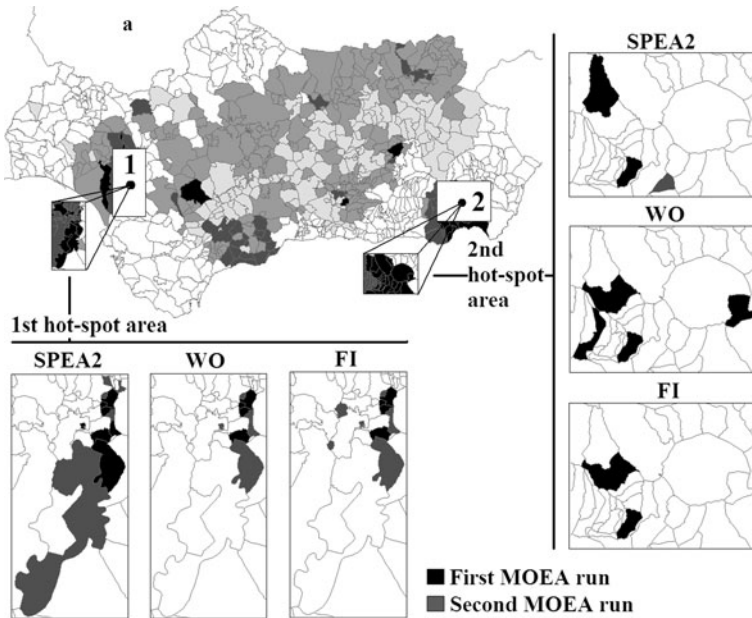 a
1
2
2nd
hot-spot
area
1st hot-spot area
SPEA2
WO
FI
SPEA2
WO
FI
First MOEA run
Second MOEA run